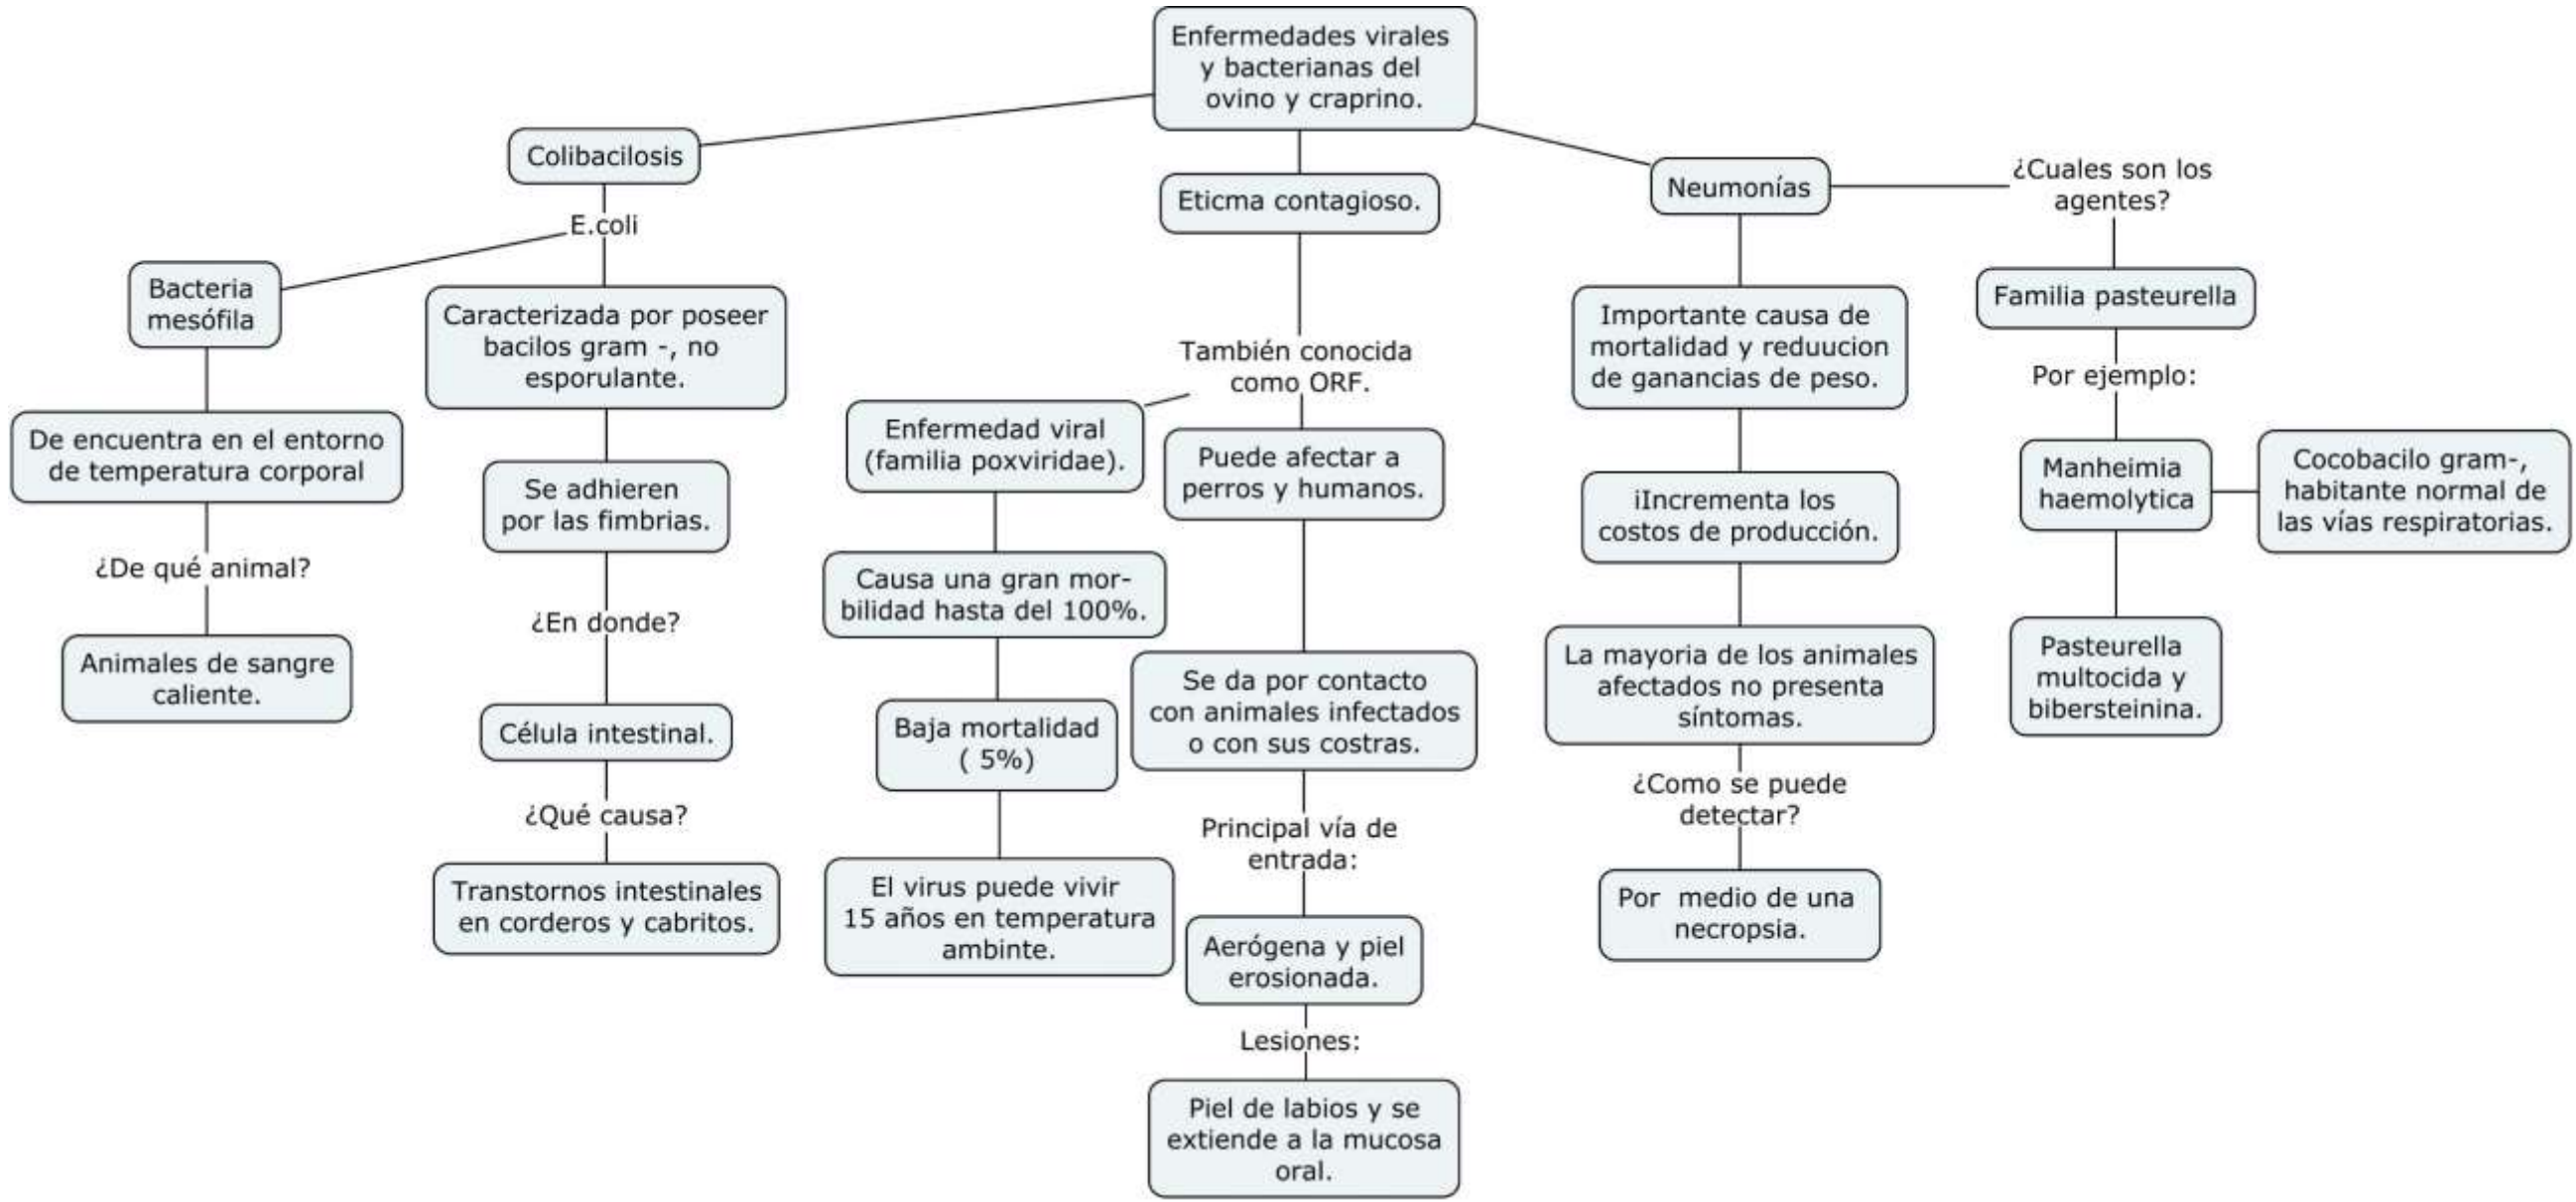 Enfermedades virales
y bacterianas del
ovino y craprino.
Colibacilosis
E.coli
Bacteria
mesófila
De encuentra en el entorno
de temperatura corporal
¿De qué animal?
Animales de sangre
caliente.
Caracterizada por poseer
bacilos gram -, no
esporulante.
Se adhieren
por las fimbrias.
¿En donde?
Célula intestinal.
¿Qué causa?
Transtornos intestinales
en corderos y cabritos.
Eticma contagioso.
También conocida
como ORF.
Enfermedad viral
(familia poxviridae).
Causa una gran mor-
bilidad hasta del 100%.
Baja mortalidad
( 5%)
El virus puede vivir
15 años en temperatura
ambinte.
Puede afectar a
perros y humanos.
Se da por contacto
con animales infectados
o con sus costras.
Principal vía de
entrada:
Aerógena y piel
erosionada.
Lesiones:
Piel de labios y se
extiende a la mucosa
oral.
Neumonías
Importante causa de
mortalidad y reduucion
de ganancias de peso.
iIncrementa los
costos de producción.
La mayoria de los animales
afectados no presenta
síntomas.
¿Como se puede
detectar?
Por  medio de una
necropsia.
¿Cuales son los
agentes?
Familia pasteurella
Por ejemplo:
Manheimia
haemolytica
Cocobacilo gram-,
habitante normal de
las vías respiratorias.
Pasteurella
multocida y
bibersteinina.